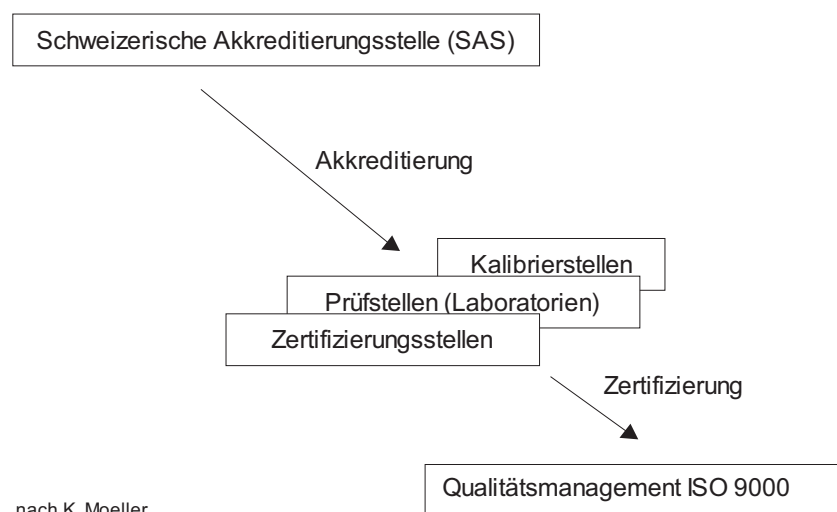 Schweizerische Akkreditierungsstelle (SAS)
Akkreditierung
Kalibrierstellen
Prüfstellen (Laboratorien)
Zertifizierungsstellen
Zertifizierung
Qualitätsmanagement ISO 9000
nach K. Moeller